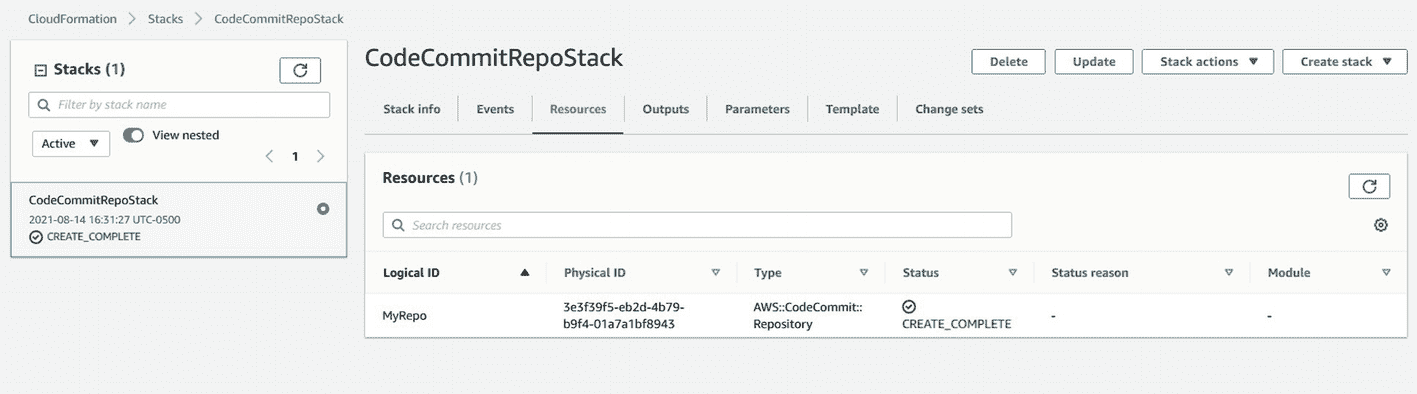 CloudFormation > Stacks > CodeCommitRepoStack
Stacks (1)
Filter by stack name
Active
View nested
1
CodeCommitRepoStack
2021-08-14 16:31:27 UTC-0500
CREATE_COMPLETE
CodeCommitRepoStack
Delete Update Stack actions Create stack
Stack info Events Resources Outputs Parameters Template Change sets
Resources (1)
Search resources
Logical ID Physical ID Type Status Status reason Module
MyRepo 3e3f39f5-eb2d-4b79- AWS::CodeCommit:: - -
b9f4-01a7a1bf8943 Repository CREATE_COMPLETE